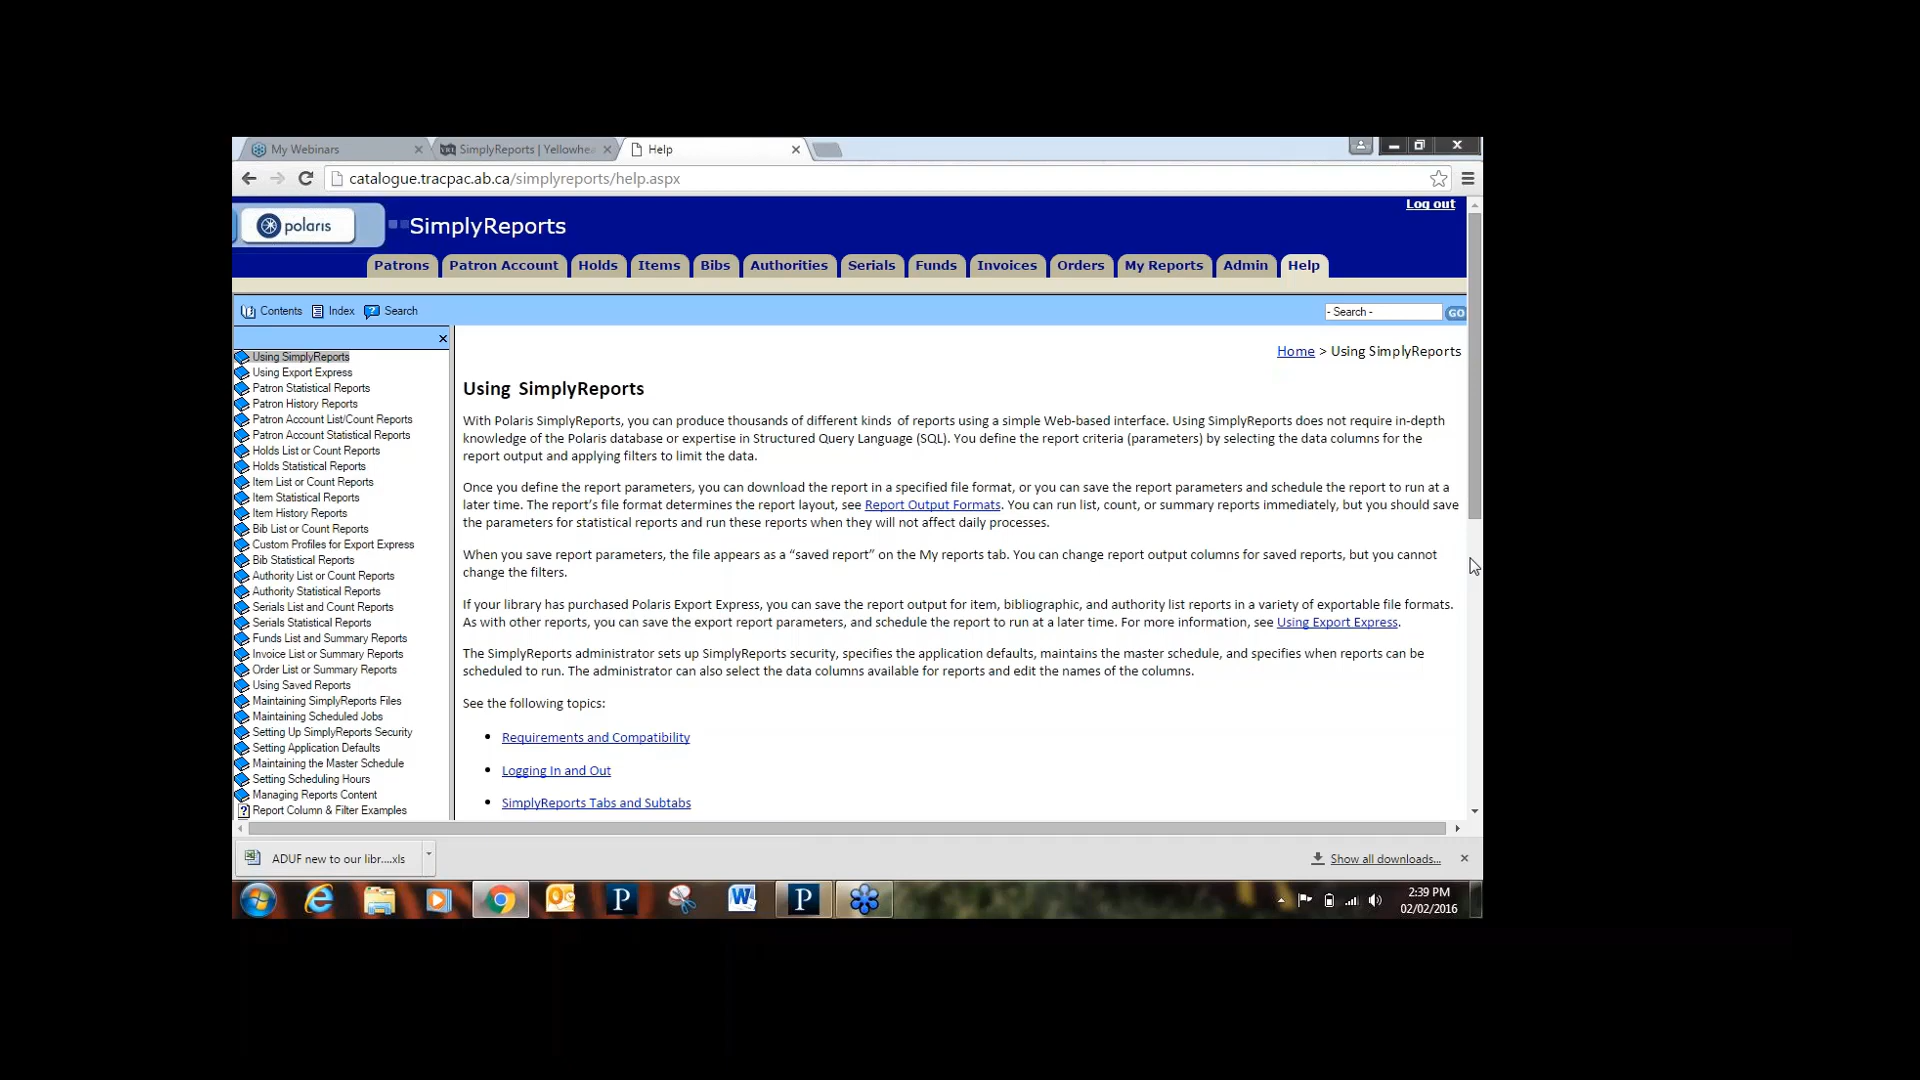 My Webinars
SimplyReports | Yellowhea
Help
catalogue.tracpac.ab.ca/simplyreports/help.aspx
Log out
polaris
SimplyReports
Patrons Patron Account Holds Items Bibs Authorities Serials Funds Invoices Orders My Reports Admin Help
Contents Index Search
- Search - GO
Home > Using SimplyReports
Using SimplyReports
Using Export Express
Patron Statistical Reports
Patron History Reports
Patron Account List/Count Reports
Patron Account Statistical Reports
Holds List or Count Reports
Holds Statistical Reports
Item List or Count Reports
Item Statistical Reports
Item History Reports
Bib List or Count Reports
Custom Profiles for Export Express
Bib Statistical Reports
Authority List or Count Reports
Authority Statistical Reports
Serials List and Count Reports
Serials Statistical Reports
Funds List and Summary Reports
Invoice List or Summary Reports
Order List or Summary Reports
Using Saved Reports
Maintaining SimplyReports Files
Maintaining Scheduled Jobs
Setting Up SimplyReports Security
Setting Application Defaults
Maintaining the Master Schedule
Setting Scheduling Hours
Managing Reports Content
Report Column & Filter Examples
Using SimplyReports
With Polaris SimplyReports, you can produce thousands of different kinds of reports using a simple Web-based interface. Using SimplyReports does not require in-depth
knowledge of the Polaris database or expertise in Structured Query Language (SQL). You define the report criteria (parameters) by selecting the data columns for the
report output and applying filters to limit the data.
Once you define the report parameters, you can download the report in a specified file format, or you can save the report parameters and schedule the report to run at a
later time. The report's file format determines the report layout, see Report Output Formats. You can run list, count, or summary reports immediately, but you should save
the parameters for statistical reports and run these reports when they will not affect daily processes.
When you save report parameters, the file appears as a “saved report” on the My reports tab. You can change report output columns for saved reports, but you cannot
change the filters.
If your library has purchased Polaris Export Express, you can save the report output for item, bibliographic, and authority list reports in a variety of exportable file formats.
As with other reports, you can save the export report parameters, and schedule the report to run at a later time. For more information, see Using Export Express.
The SimplyReports administrator sets up SimplyReports security, specifies the application defaults, maintains the master schedule, and specifies when reports can be
scheduled to run. The administrator can also select the data columns available for reports and edit the names of the columns.
See the following topics:
• Requirements and Compatibility
• Logging In and Out
• SimplyReports Tabs and Subtabs
ADUF new to our libr....xls
Show all downloads...
2:39 PM
02/02/2016